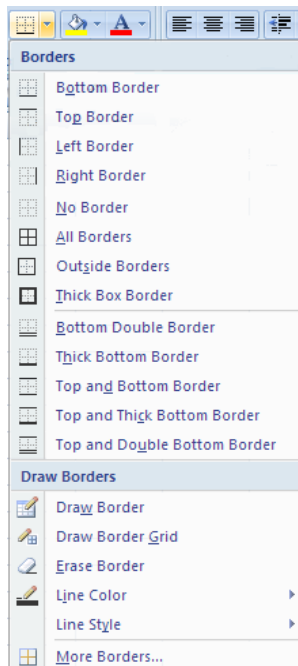 A
Borders
Bottom Border
Top Border
Left Border
Right Border
No Border
All Borders
Outside Borders
Thick Box Border
Bottom Double Border
Thick Bottom Border
Top and Bottom Border
Top and Thick Bottom Border
Top and Double Bottom Border
Draw Borders
Draw Border
Draw Border Grid
Erase Border
Line Color
Line Style
More Borders...